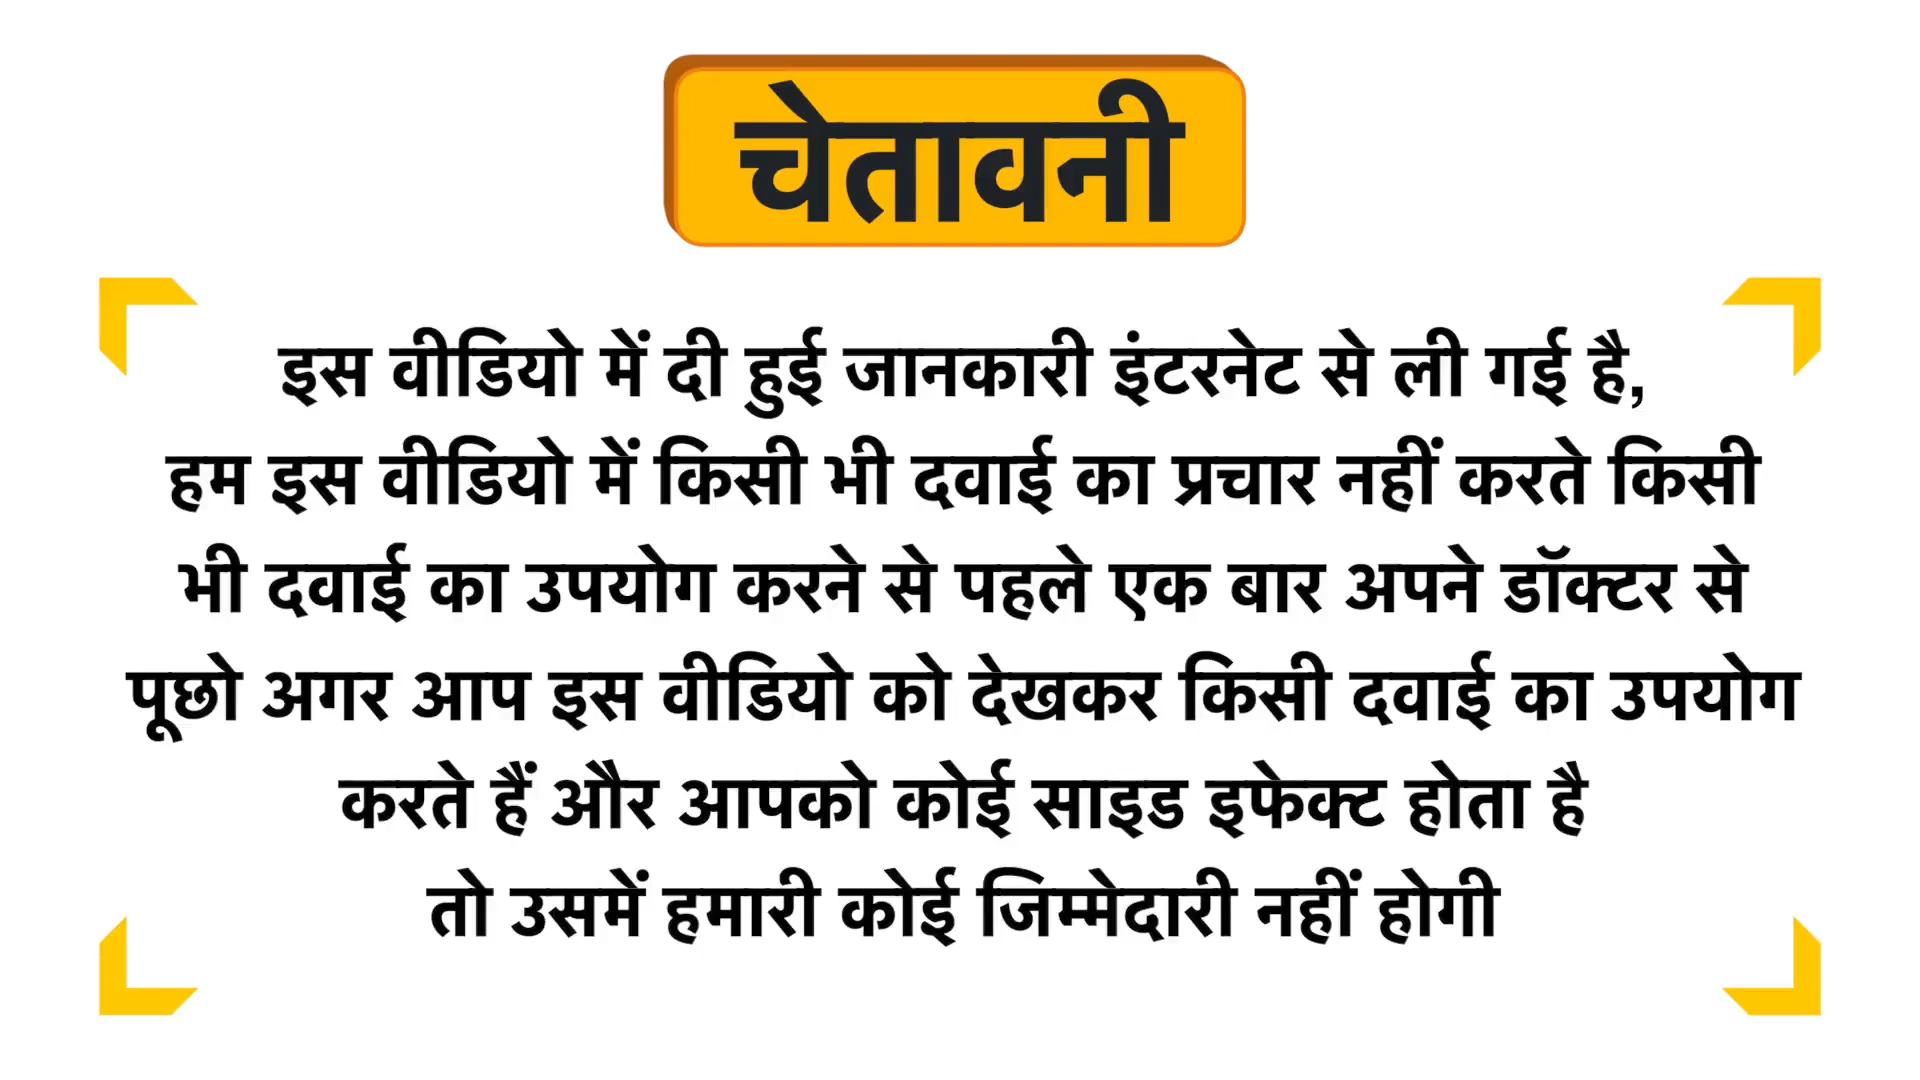 चेतावनी
इस वीडियो में दी हुई जानकारी इंटरनेट से ली गई है,
हम इस वीडियो में किसी भी दवाई का प्रचार नहीं करते किसी
भी दवाई का उपयोग करने से पहले एक बार अपने डॉक्टर से
पूछो अगर आप इस वीडियो को देखकर किसी दवाई का उपयोग
करते हैं और आपको कोई साइड इफेक्ट होता है
तो उसमें हमारी कोई जिम्मेदारी नहीं होगी